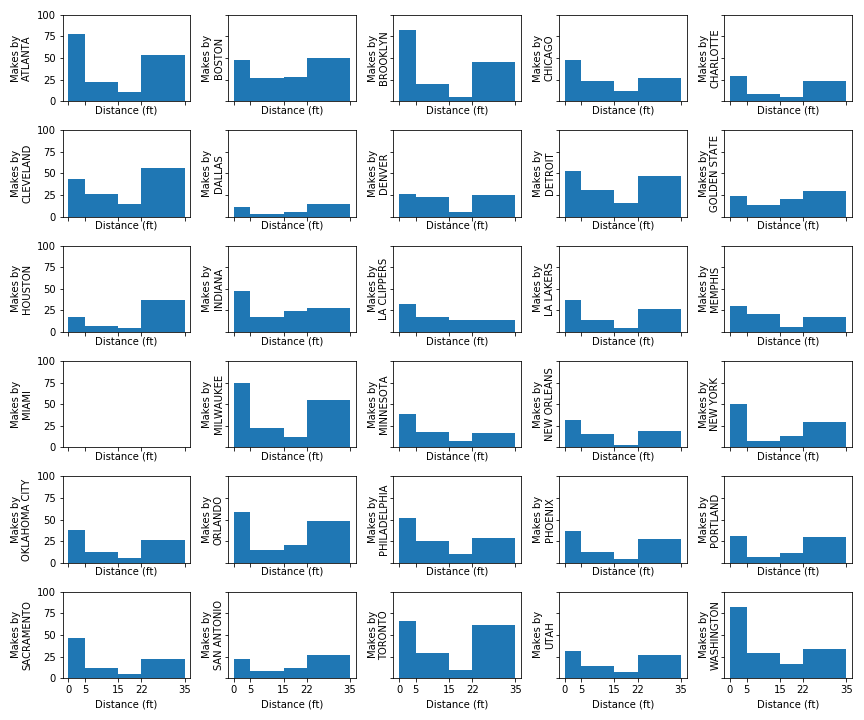 100
75
50
25
0
Makes by
ATLANTA
Distance (ft)
Makes by
BOSTON
Distance (ft)
Makes by
BROOKLYN
Distance (ft)
Makes by
CHICAGO
Distance (ft)
Makes by
CHARLOTTE
Distance (ft)
100
75
50
25
0
Makes by
CLEVELAND
Distance (ft)
Makes by
DALLAS
Distance (ft)
Makes by
DENVER
Distance (ft)
Makes by
DETROIT
Distance (ft)
Makes by
GOLDEN STATE
Distance (ft)
100
75
50
25
0
Makes by
HOUSTON
Distance (ft)
Makes by
INDIANA
Distance (ft)
Makes by
LA CLIPPERS
Distance (ft)
Makes by
LA LAKERS
Distance (ft)
Makes by
MEMPHIS
Distance (ft)
100
75
50
25
0
Makes by
MIAMI
Distance (ft)
Makes by
MILWAUKEE
Distance (ft)
Makes by
MINNESOTA
Distance (ft)
Makes by
NEW ORLEANS
Distance (ft)
Makes by
NEW YORK
Distance (ft)
100
75
50
25
0
Makes by
OKLAHOMA CITY
Distance (ft)
Makes by
ORLANDO
Distance (ft)
Makes by
PHILADELPHIA
Distance (ft)
Makes by
PHOENIX
Distance (ft)
Makes by
PORTLAND
Distance (ft)
100
75
50
25
0
Makes by
SACRAMENTO
0 5 15 22 35
Distance (ft)
Makes by
SAN ANTONIO
0 5 15 22 35
Distance (ft)
Makes by
TORONTO
0 5 15 22 35
Distance (ft)
Makes by
UTAH
0 5 15 22 35
Distance (ft)
Makes by
WASHINGTON
0 5 15 22 35
Distance (ft)